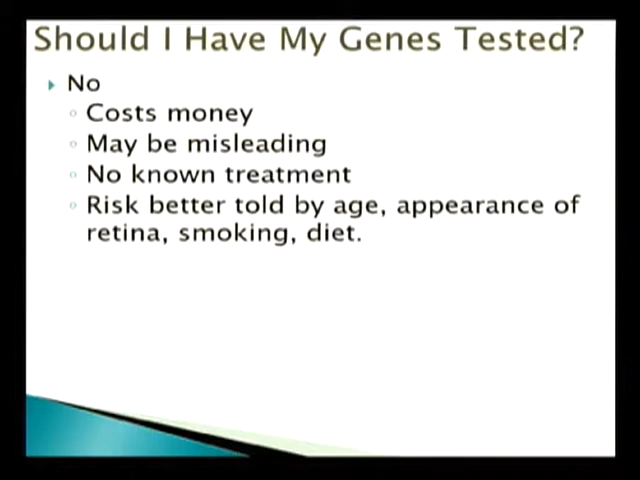 Should I Have My Genes Tested?
No
Costs money
May be misleading
No known treatment
Risk better told by age, appearance of
retina, smoking, diet.